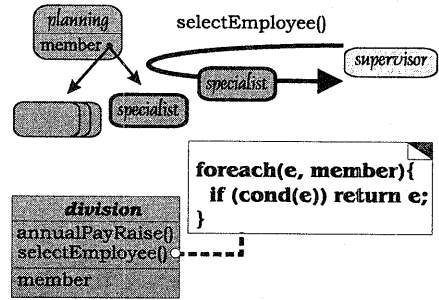 planning
member
selectEmployee()
specialist
supervisor
specialist
foreach(e, member){
if (cond(e)) return e;
}
division
annualPayRaise()
selectEmployee()
member